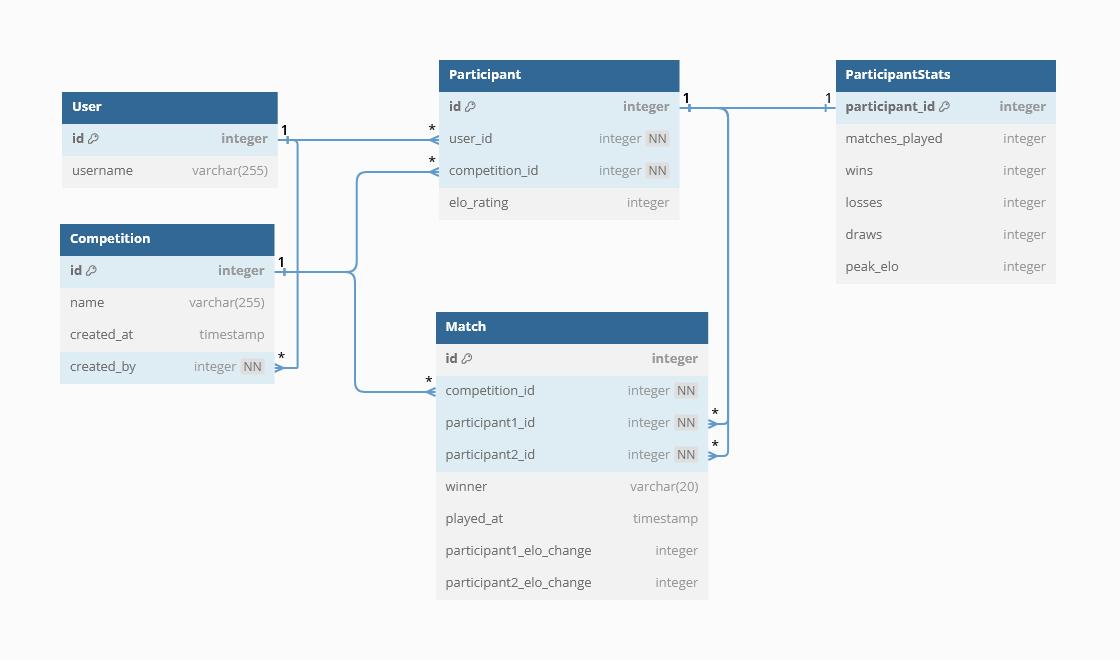 User
id integer
username varchar(255)
Competition
id integer
name varchar(255)
created_at timestamp
created_by integer NN
Participant
id integer
user_id integer NN
competition_id integer NN
elo_rating integer
Match
id integer
competition_id integer NN
participant1_id integer NN
participant2_id integer NN
winner varchar(20)
played_at timestamp
participant1_elo_change integer
participant2_elo_change integer
ParticipantStats
participant_id integer
matches_played integer
wins integer
losses integer
draws integer
peak_elo integer
1
*
*
1
*
*
1
1
*
*